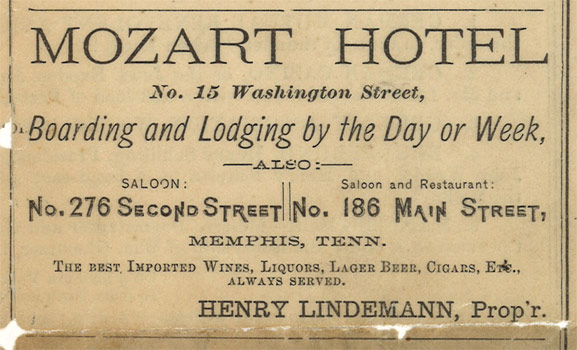 MOZART HOTEL
No. 15 Washington Street,
Boarding and Lodging by the Day or Week,
—ALSO:—
SALOON:
No. 276 SECOND STREET
Saloon and Restaurant:
No. 186 MAIN STREET,
MEMPHIS, TENN.
THE BEST IMPORTED WINES, LIQUORS, LAGER BEER, CIGARS, ETC.,
ALWAYS SERVED.
HENRY LINDEMANN, Prop'r.